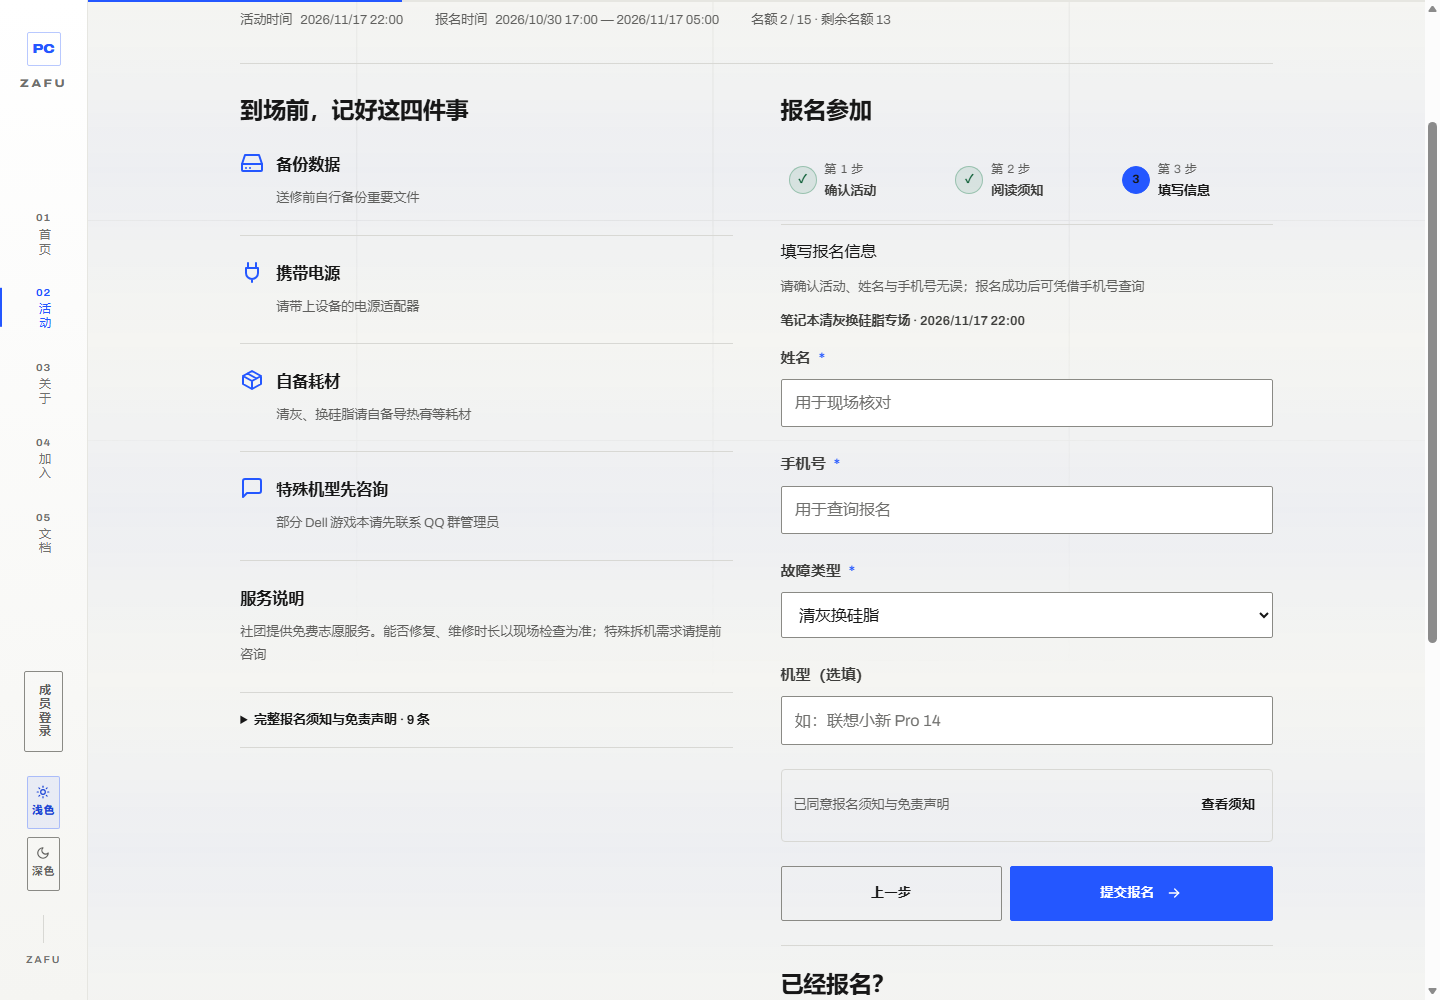 PC
ZAFU
01
首页
02
活动
03
关于
04
加入
05
文档
成员登录
浅色
深色
ZAFU
活动时间 2026/11/17 22:00 报名时间 2026/10/30 17:00 — 2026/11/17 05:00 名额 2 / 15 · 剩余名额 13
到场前，记好这四件事
备份数据
送修前自行备份重要文件
携带电源
请带上设备的电源适配器
自备耗材
清灰、换硅脂请自备导热膏等耗材
特殊机型先咨询
部分 Dell 游戏本请先联系 QQ 群管理员
服务说明
社团提供免费志愿服务。能否修复、维修时长以现场检查为准；特殊拆机需求请提前
咨询
完整报名须知与免责声明 · 9 条
报名参加
✓ 第 1 步
确认活动
✓ 第 2 步
阅读须知
3 第 3 步
填写信息
填写报名信息
请确认活动、姓名与手机号无误；报名成功后可凭借手机号查询
笔记本清灰换硅脂专场 · 2026/11/17 22:00
姓名 *
用于现场核对
手机号 *
用于查询报名
故障类型 *
清灰换硅脂
机型（选填）
如：联想小新 Pro 14
已同意报名须知与免责声明 查看须知
上一步 提交报名 →
已经报名？